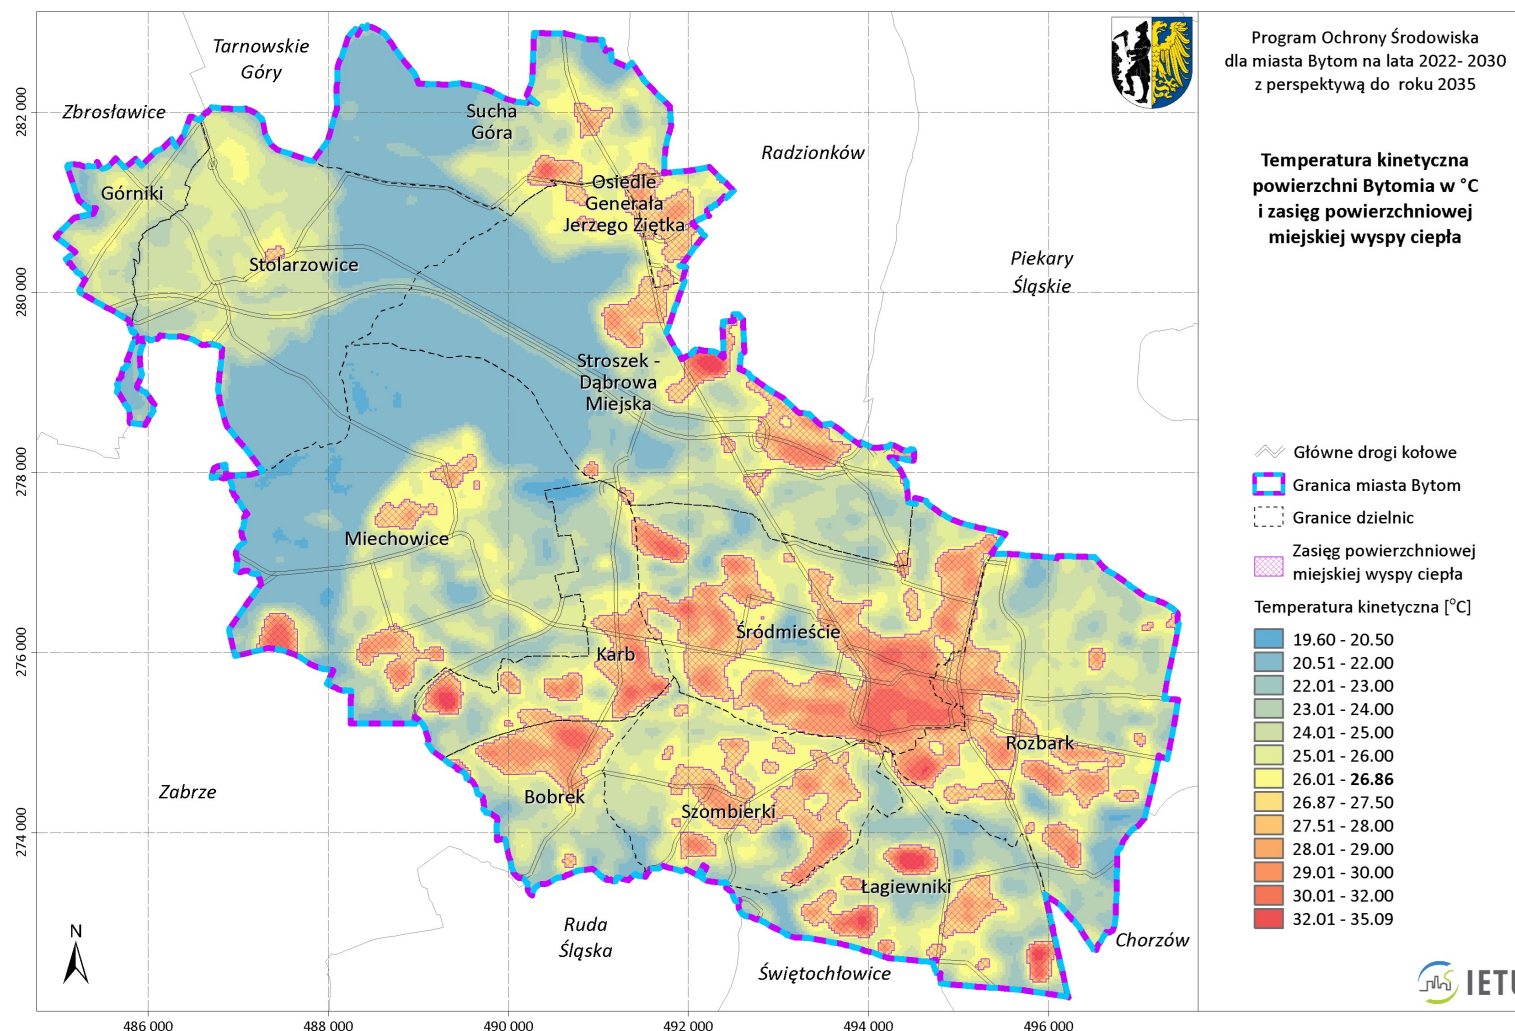 Program Ochrony Środowiska
dla miasta Bytom na lata 2022- 2030
z perspektywą do roku 2035
Temperatura kinetyczna
powierzchni Bytomia w °C
i zasięg powierzchniowej
miejskiej wyspy ciepła
Tarnowskie
Góry
Zbrosławice
Sucha
Góra
Radzionków
Górniki
Osiedle
Generała
Jerzego Ziętka
Stolarzowice
Piekary
Śląskie
Stroszek -
Dąbrowa
Miejska
Miechowice
Śródmieście
Karb
Rozbark
Zabrze
Bobrek
Szombierki
Łagiewniki
Ruda
Śląska
Świętochłowice
Chorzów
N
282 000
280 000
278 000
276 000
274 000
486 000
488 000
490 000
492 000
494 000
496 000
Główne drogi kołowe
Granica miasta Bytom
Granice dzielnic
Zasięg powierzchniowej
miejskiej wyspy ciepła
Temperatura kinetyczna [°C]
19.60 - 20.50
20.51 - 22.00
22.01 - 23.00
23.01 - 24.00
24.01 - 25.00
25.01 - 26.00
26.01 - 26.86
26.87 - 27.50
27.51 - 28.00
28.01 - 29.00
29.01 - 30.00
30.01 - 32.00
32.01 - 35.09
IETU